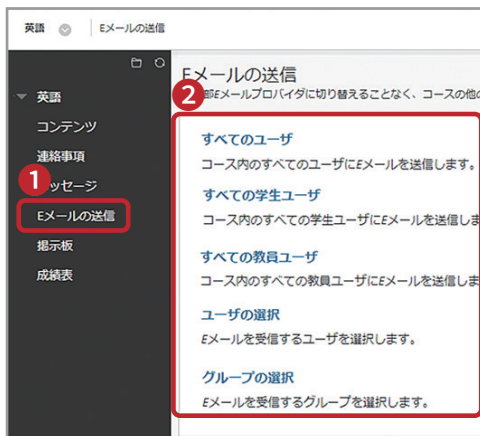 英語 Eメールの送信
英語
コンテンツ
連絡事項
ッセージ
Eメールの送信
掲示板
成績表
1
Eメールの送信
2
部Eメールプロバイダに切り替えることなく、コースの他の
すべてのユーザ
コース内のすべてのユーザにEメールを送信します。
すべての学生ユーザ
コース内のすべての学生ユーザにEメールを送信しま
すべての教員ユーザ
コース内のすべての教員ユーザにEメールを送信しま
ユーザの選択
Eメールを受信するユーザを選択します。
グループの選択
Eメールを受信するグループを選択します。